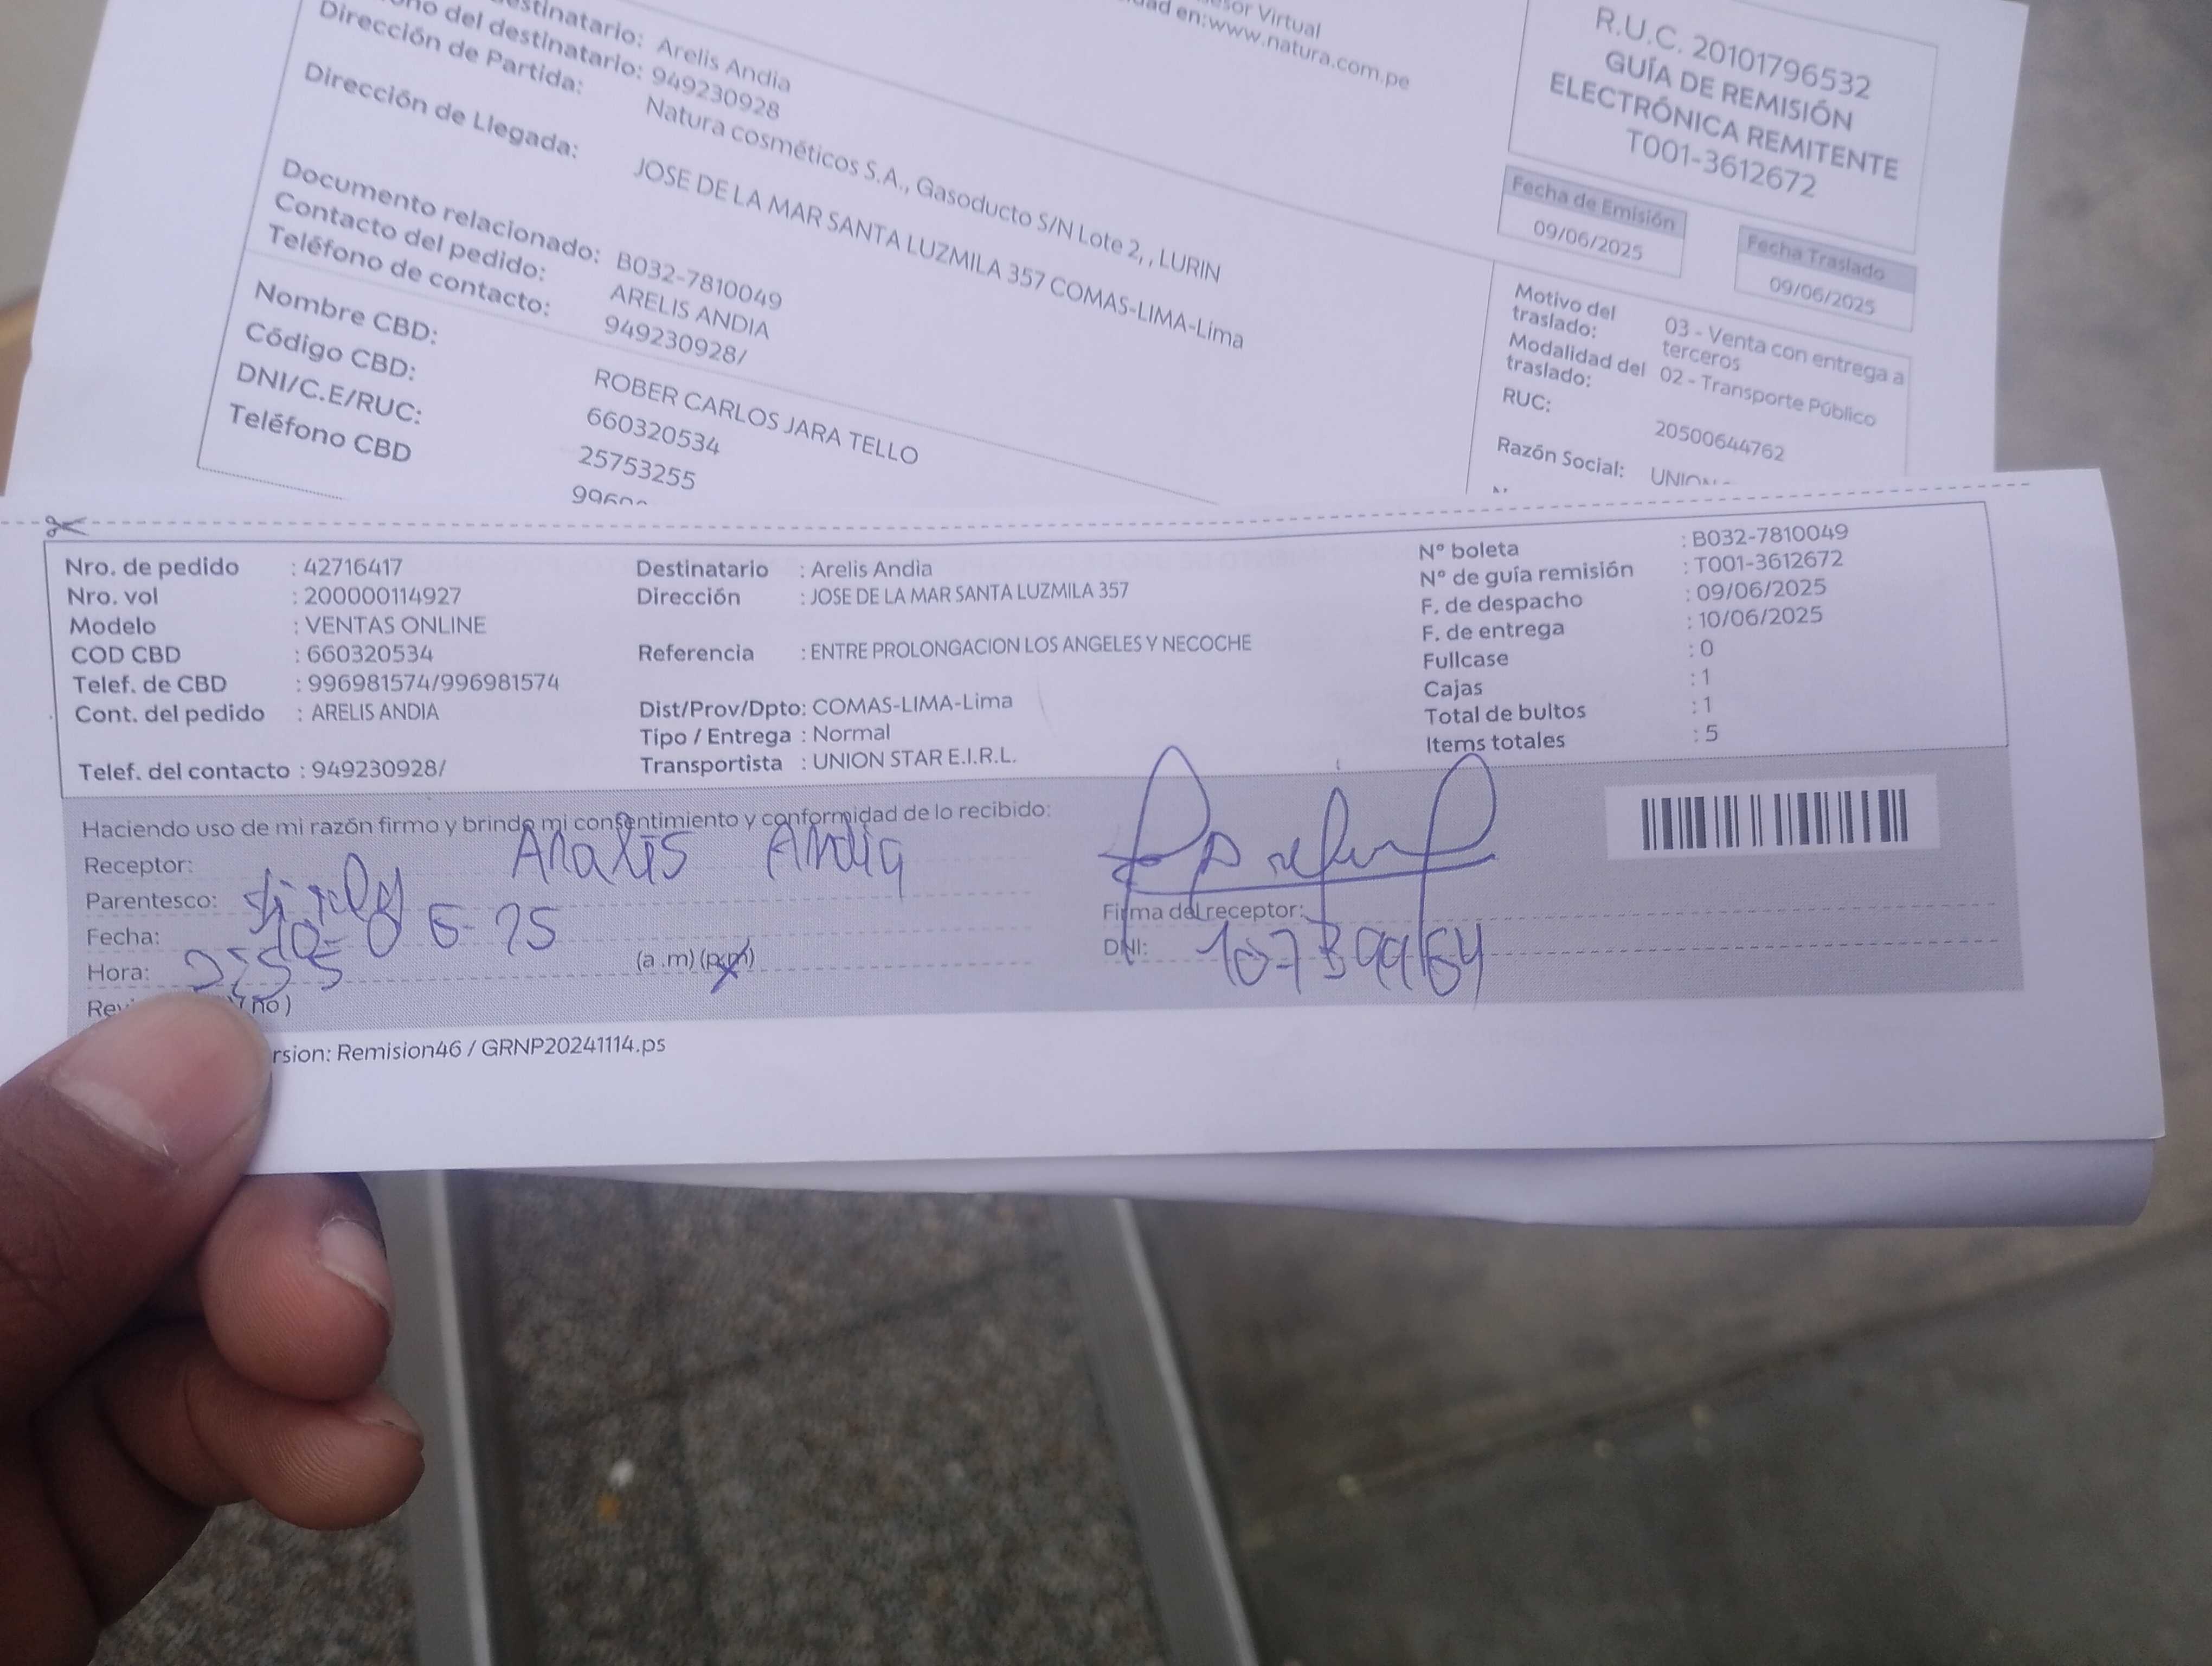 Destinatario: Arelis Andia
no del destinatario: 949230928
Dirección de Partida: Natura cosméticos S.A., Gasoducto S/N Lote 2, , LURIN
Dirección de Llegada: JOSE DE LA MAR SANTA LUZMILA 357 COMAS-LIMA-Lima
Documento relacionado: B032-7810049
Contacto del pedido: ARELIS ANDIA
Teléfono de contacto: 949230928/
Nombre CBD: ROBER CARLOS JARA TELLO
Código CBD: 660320534
DNI/C.E/RUC: 25753255
Teléfono CBD
Virtual
en:www.natura.com.pe
R.U.C. 20101796532
GUÍA DE REMISIÓN
ELECTRÓNICA REMITENTE
T001-3612672
Fecha de Emisión
09/06/2025
Fecha Traslado
09/06/2025
Motivo del traslado: 03 - Venta con entrega a
terceros
Modalidad del traslado: 02 - Transporte Público
RUC: 20500644762
Razón Social:
Nro. de pedido : 42716417
Nro. vol : 200000114927
Modelo : VENTAS ONLINE
COD CBD : 660320534
Telef. de CBD : 996981574/996981574
Cont. del pedido : ARELIS ANDIA
Telef. del contacto : 949230928/
Destinatario : Arelis Andia
Dirección : JOSE DE LA MAR SANTA LUZMILA 357
Referencia : ENTRE PROLONGACION LOS ANGELES Y NECOCHE
Dist/Prov/Dpto: COMAS-LIMA-Lima
Tipo / Entrega : Normal
Transportista : UNION STAR E.I.R.L.
N° boleta : B032-7810049
N° de guía remisión : T001-3612672
F. de despacho : 09/06/2025
F. de entrega : 10/06/2025
Fullcase : 0
Cajas : 1
Total de bultos : 1
Items totales : 5
Haciendo uso de mi razón firmo y brindo mi consentimiento y conformidad de lo recibido:
Receptor: Andia
Parentesco:
Fecha:
Hora: (a .m) (p.m)
no)
Firma del receptor:
DNI:
rsion: Remision46 / GRNP20241114.ps